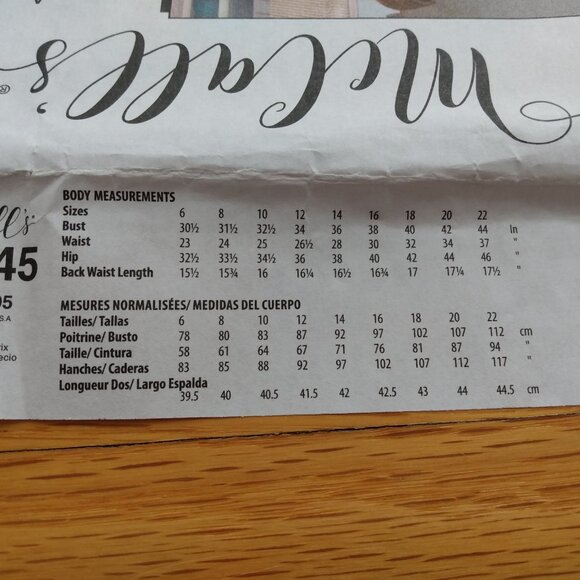 McCall's®
ll's®
45
95
S A
rix
ecio
BODY MEASUREMENTS
Sizes 6 8 10 12 14 16 18 20 22
Bust 30½ 31½ 32½ 34 36 38 40 42 44 In
Waist 23 24 25 26½ 28 30 32 34 37 "
Hip 32½ 33½ 34½ 36 38 40 42 44 46 "
Back Waist Length 15½ 15¾ 16 16¼ 16½ 16¾ 17 17¼ 17½ "
MESURES NORMALISÉES/ MEDIDAS DEL CUERPO
Tailles/ Tallas 6 8 10 12 14 16 18 20 22
Poitrine/ Busto 78 80 83 87 92 97 102 107 112 cm
Taille/ Cintura 58 61 64 67 71 76 81 87 94 "
Hanches/ Caderas 83 85 88 92 97 102 107 112 117 "
Longueur Dos/ Largo Espalda
39.5 40 40.5 41.5 42 42.5 43 44 44.5 cm